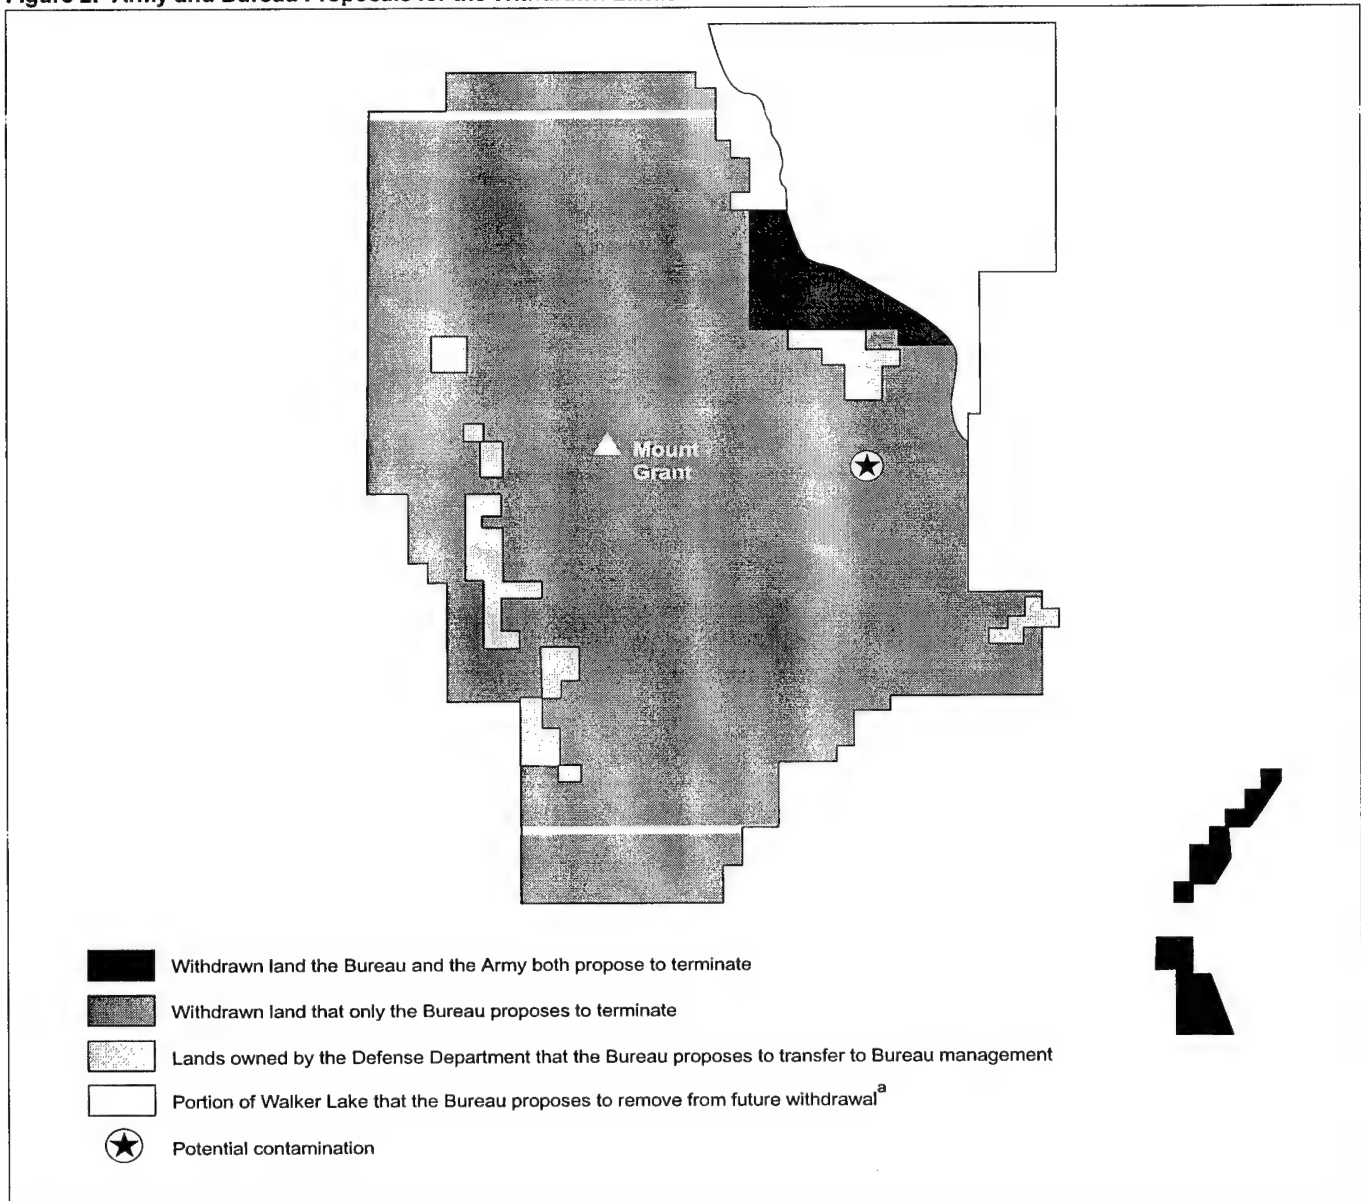 Mount
Grant
Withdrawn land the Bureau and the Army both propose to terminate
Withdrawn land that only the Bureau proposes to terminate
Lands owned by the Defense Department that the Bureau proposes to transfer to Bureau management
Portion of Walker Lake that the Bureau proposes to remove from future withdrawal a
Potential contamination